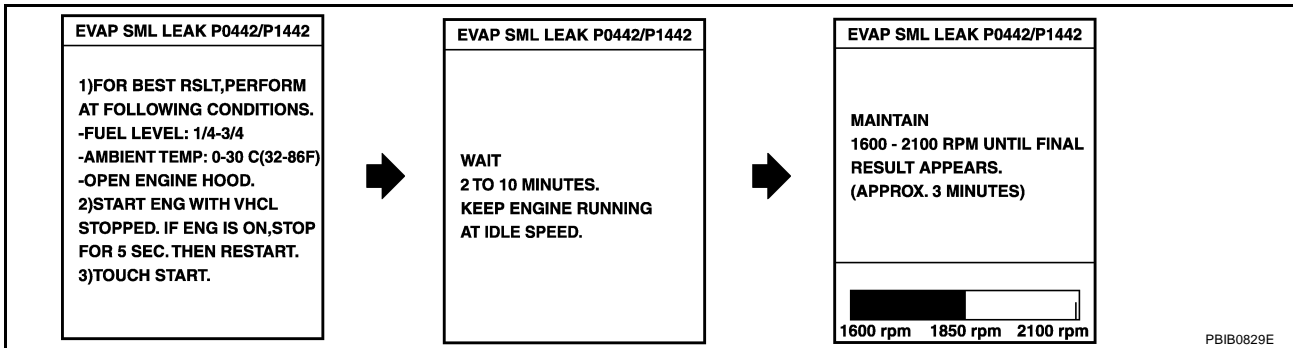 EVAP SML LEAK P0442/P1442
1)FOR BEST RSLT,PERFORM
AT FOLLOWING CONDITIONS.
-FUEL LEVEL: 1/4-3/4
-AMBIENT TEMP: 0-30 C(32-86F)
-OPEN ENGINE HOOD.
2)START ENG WITH VHCL
STOPPED. IF ENG IS ON,STOP
FOR 5 SEC. THEN RESTART.
3)TOUCH START.
EVAP SML LEAK P0442/P1442
WAIT
2 TO 10 MINUTES.
KEEP ENGINE RUNNING
AT IDLE SPEED.
EVAP SML LEAK P0442/P1442
MAINTAIN
1600 - 2100 RPM UNTIL FINAL
RESULT APPEARS.
(APPROX. 3 MINUTES)
1600 rpm 1850 rpm 2100 rpm
PBIB0829E